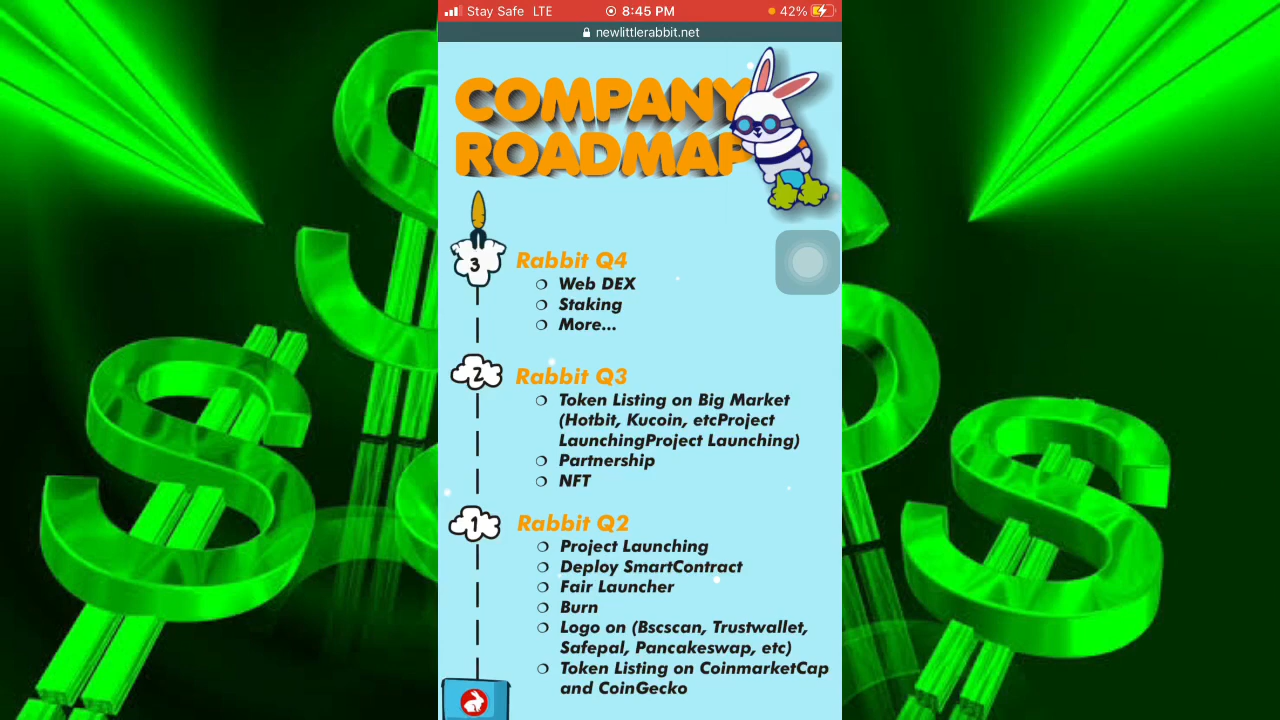 Stay Safe LTE 8:45 PM 42%
newlittlerabbit.net
COMPANY
ROADMAP
3
Rabbit Q4
Web DEX
Staking
More...
2
Rabbit Q3
Token Listing on Big Market
(Hotbit, Kucoin, etcProject
LaunchingProject Launching)
Partnership
NFT
1
Rabbit Q2
Project Launching
Deploy SmartContract
Fair Launcher
Burn
Logo on (Bscscan, Trustwallet,
Safepal, Pancakeswap, etc)
Token Listing on CoinmarketCap
and CoinGecko